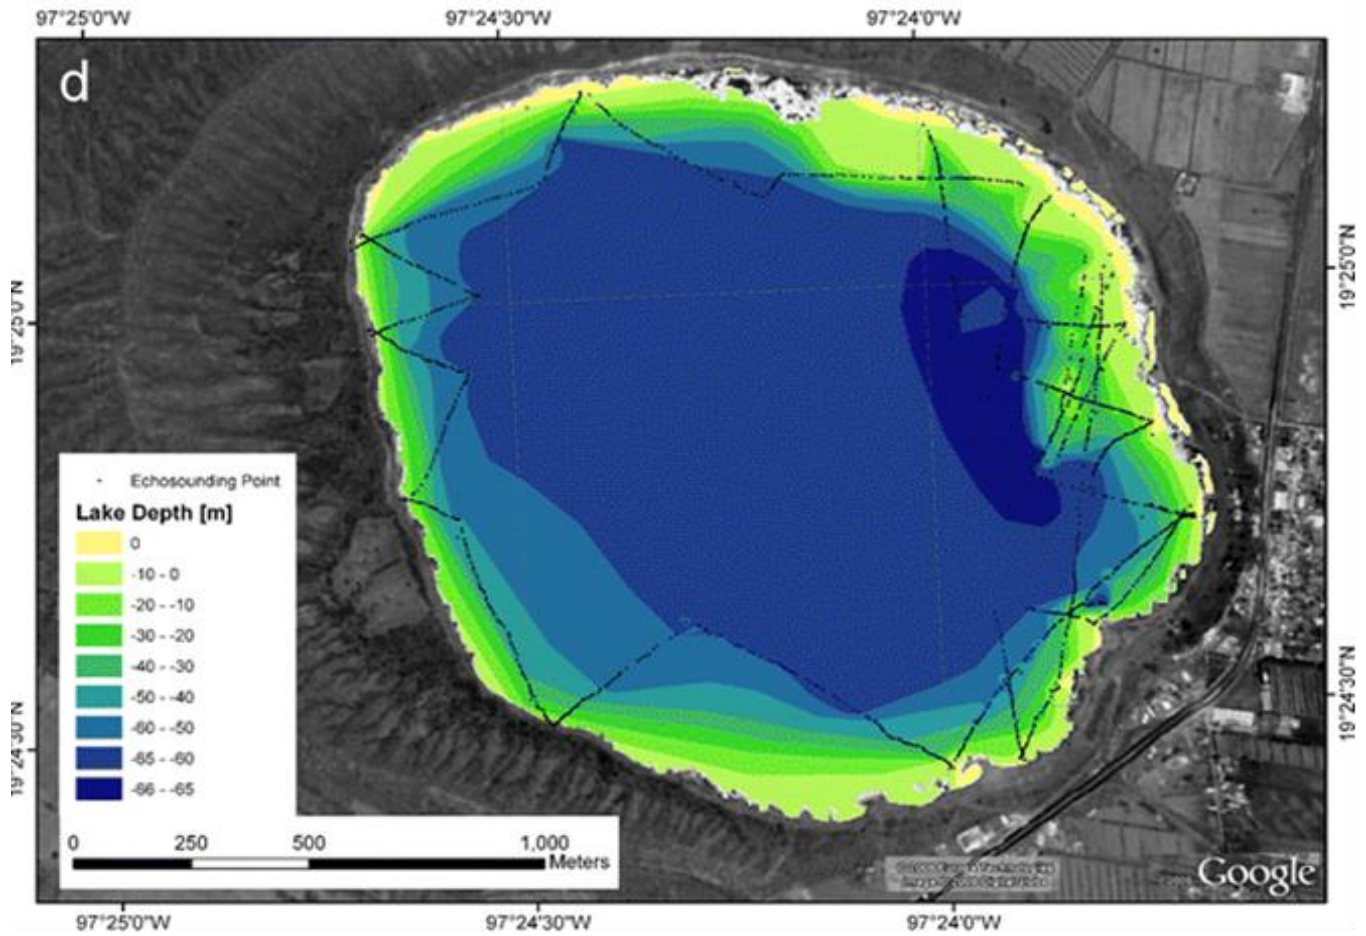 97°25'0"W 97°24'30"W 97°24'0"W
d
19°25'0"N
19°25'0"N
Echosounding Point
Lake Depth [m]
0
-10 - 0
-20 - -10
-30 - -20
-40 - -30
-50 - -40
-60 - -50
-65 - -60
-66 - -65
19°24'30"N
19°24'30"N
0 250 500 1,000
Meters
Google
97°25'0"W 97°24'30"W 97°24'0"W